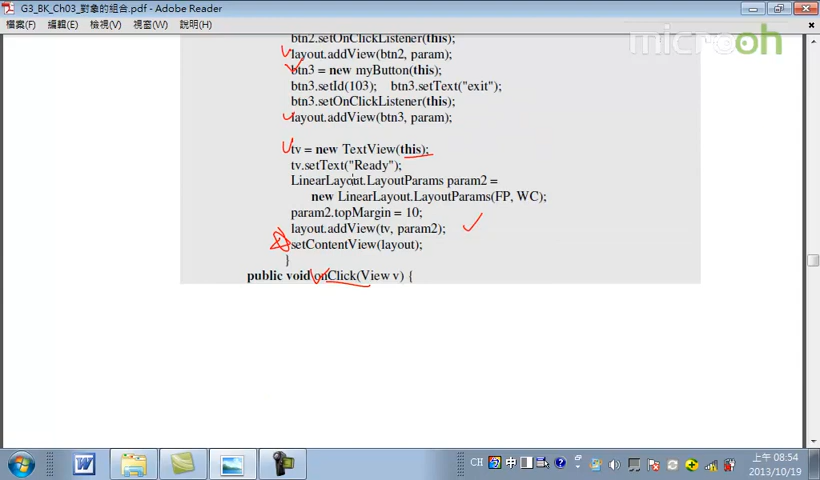 G3_BK_Ch03_對象的組合.pdf - Adobe Reader
檔案(F) 編輯(E) 檢視(V) 視窗(W) 說明(H)
microoh
btn2.setOnClickListener(this);
layout.addView(btn2, param);
btn3 = new myButton(this);
btn3.setId(103); btn3.setText("exit");
btn3.setOnClickListener(this);
layout.addView(btn3, param);
tv = new TextView(this);
tv.setText("Ready");
LinearLayout.LayoutParams param2 =
new LinearLayout.LayoutParams(FP, WC);
param2.topMargin = 10;
layout.addView(tv, param2);
setContentView(layout);
}
public void onClick(View v) {
CH 中
上午 08:54
2013/10/19